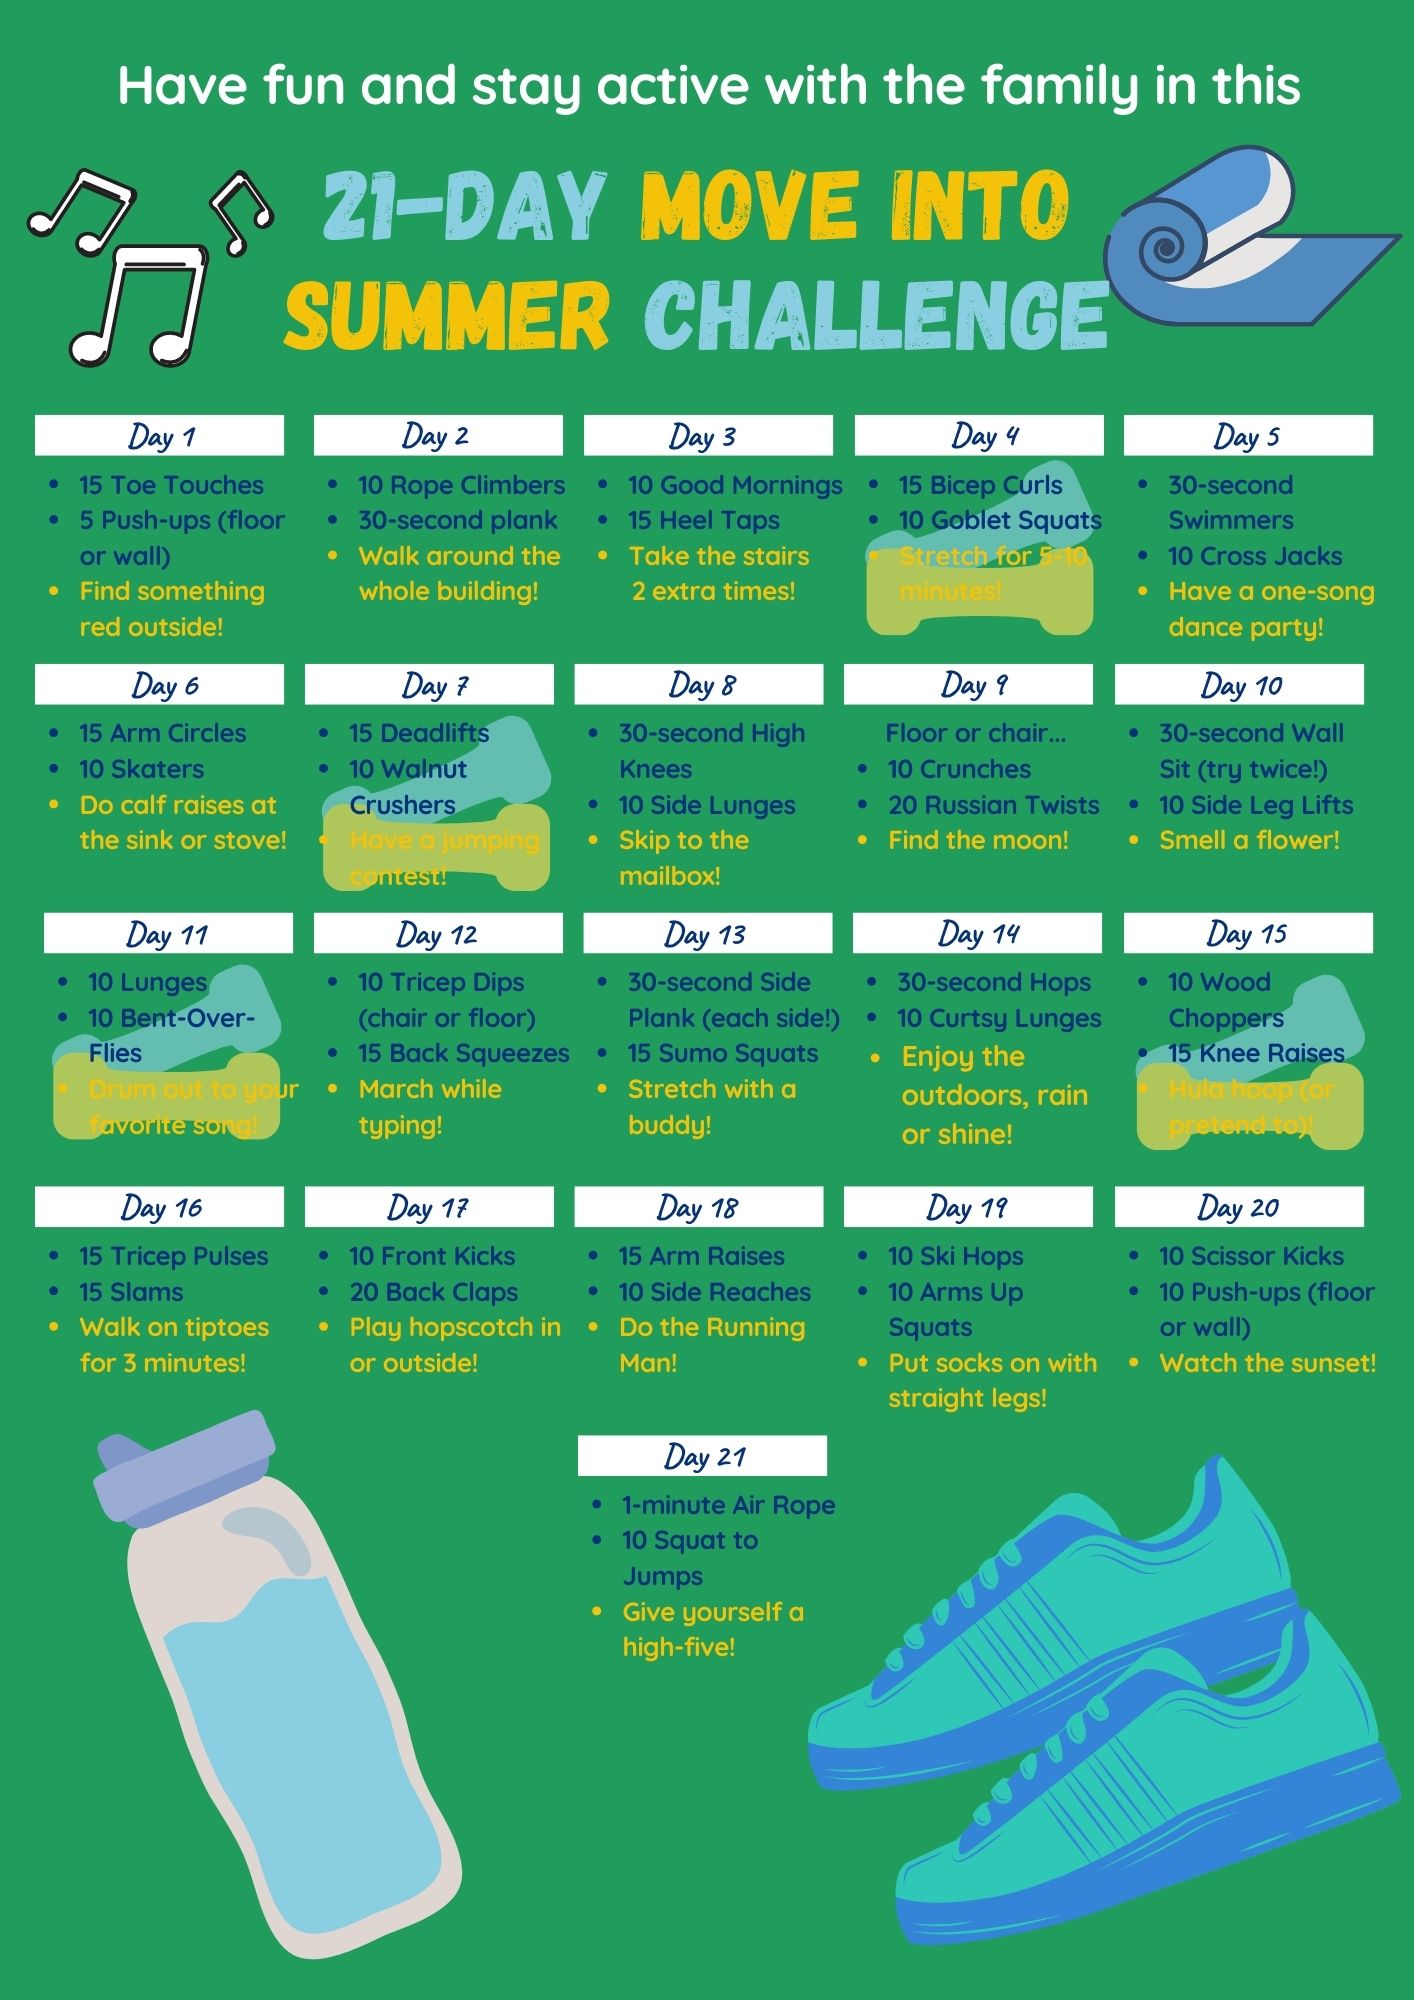 Have fun and stay active with the family in this
21-DAY MOVE INTO
SUMMER CHALLENGE
Day 1
• 15 Toe Touches
• 5 Push-ups (floor
or wall)
• Find something
red outside!
Day 2
• 10 Rope Climbers
• 30-second plank
• Walk around the
whole building!
Day 3
• 10 Good Mornings
• 15 Heel Taps
• Take the stairs
2 extra times!
Day 4
• 15 Bicep Curls
• 10 Goblet Squats
• Stretch for 5-10
minutes!
Day 5
• 30-second
Swimmers
• 10 Cross Jacks
• Have a one-song
dance party!
Day 6
• 15 Arm Circles
• 10 Skaters
• Do calf raises at
the sink or stove!
Day 7
• 15 Deadlifts
• 10 Walnut
Crushers
• Have a jumping
contest!
Day 8
• 30-second High
Knees
• 10 Side Lunges
• Skip to the
mailbox!
Day 9
Floor or chair...
• 10 Crunches
• 20 Russian Twists
• Find the moon!
Day 10
• 30-second Wall
Sit (try twice!)
• 10 Side Leg Lifts
• Smell a flower!
Day 11
• 10 Lunges
• 10 Bent-Over-
Flies
• Drum out to your
favorite song!
Day 12
• 10 Tricep Dips
(chair or floor)
• 15 Back Squeezes
• March while
typing!
Day 13
• 30-second Side
Plank (each side!)
• 15 Sumo Squats
• Stretch with a
buddy!
Day 14
• 30-second Hops
• 10 Curtsy Lunges
• Enjoy the
outdoors, rain
or shine!
Day 15
• 10 Wood
Choppers
• 15 Knee Raises
• Hula hoop (or
pretend to)!
Day 16
• 15 Tricep Pulses
• 15 Slams
• Walk on tiptoes
for 3 minutes!
Day 17
• 10 Front Kicks
• 20 Back Claps
• Play hopscotch in
or outside!
Day 18
• 15 Arm Raises
• 10 Side Reaches
• Do the Running
Man!
Day 19
• 10 Ski Hops
• 10 Arms Up
Squats
• Put socks on with
straight legs!
Day 20
• 10 Scissor Kicks
• 10 Push-ups (floor
or wall)
• Watch the sunset!
Day 21
• 1-minute Air Rope
• 10 Squat to
Jumps
• Give yourself a
high-five!